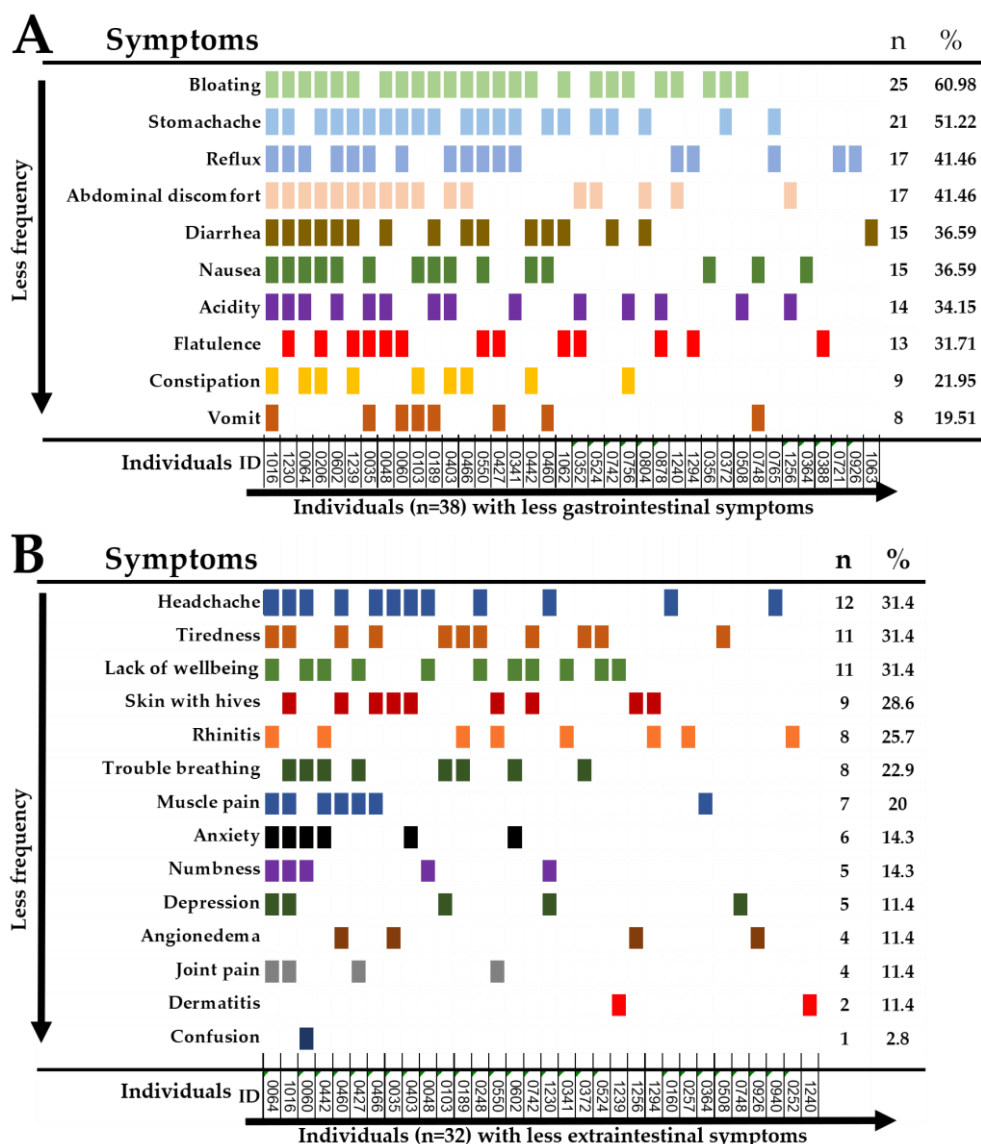 A
Symptoms n %
Bloating 25 60.98
Stomachache 21 51.22
Reflux 17 41.46
Abdominal discomfort 17 41.46
Diarrhea 15 36.59
Nausea 15 36.59
Acidity 14 34.15
Flatulence 13 31.71
Constipation 9 21.95
Vomit 8 19.51
Less frequency
Individuals ID 1016 1230 0064 0206 0602 1239 0035 0048 0060 0103 0189 0403 0466 0550 0427 0341 0442 0460 1062 0352 0524 0742 0756 0804 0878 1240 1294 0356 0372 0508 0748 0765 1256 0364 0388 0721 0926 1063
Individuals (n=38) with less gastrointestinal symptoms
B
Symptoms n %
Headchache 12 31.4
Tiredness 11 31.4
Lack of wellbeing 11 31.4
Skin with hives 9 28.6
Rhinitis 8 25.7
Trouble breathing 8 22.9
Muscle pain 7 20
Anxiety 6 14.3
Numbness 5 14.3
Depression 5 11.4
Angionedema 4 11.4
Joint pain 4 11.4
Dermatitis 2 11.4
Confusion 1 2.8
Less frequency
Individuals ID 0064 1016 0060 0442 0460 0427 0466 0035 0403 0048 0103 0189 0248 0550 0602 0742 1230 0341 0372 0524 1239 1256 1294 0160 0257 0364 0508 0748 0926 0940 0252 1240
Individuals (n=32) with less extraintestinal symptoms